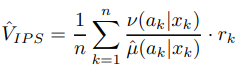 $\hat{V}_{IPS} = \frac{1}{n} \sum_{k=1}^{n} \frac{\nu(a_k|x_k)}{\hat{\mu}(a_k|x_k)} \cdot r_k$